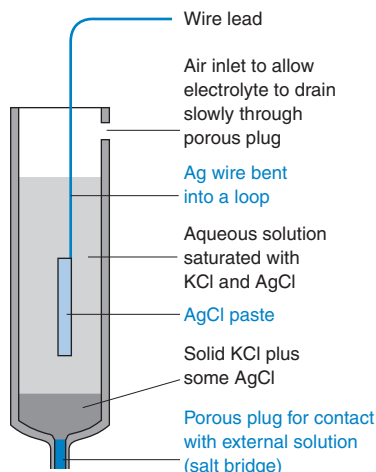 Wire lead
Air inlet to allow
electrolyte to drain
slowly through
porous plug
Ag wire bent
into a loop
Aqueous solution
saturated with
KCl and AgCl
AgCl paste
Solid KCl plus
some AgCl
Porous plug for contact
with external solution
(salt bridge)